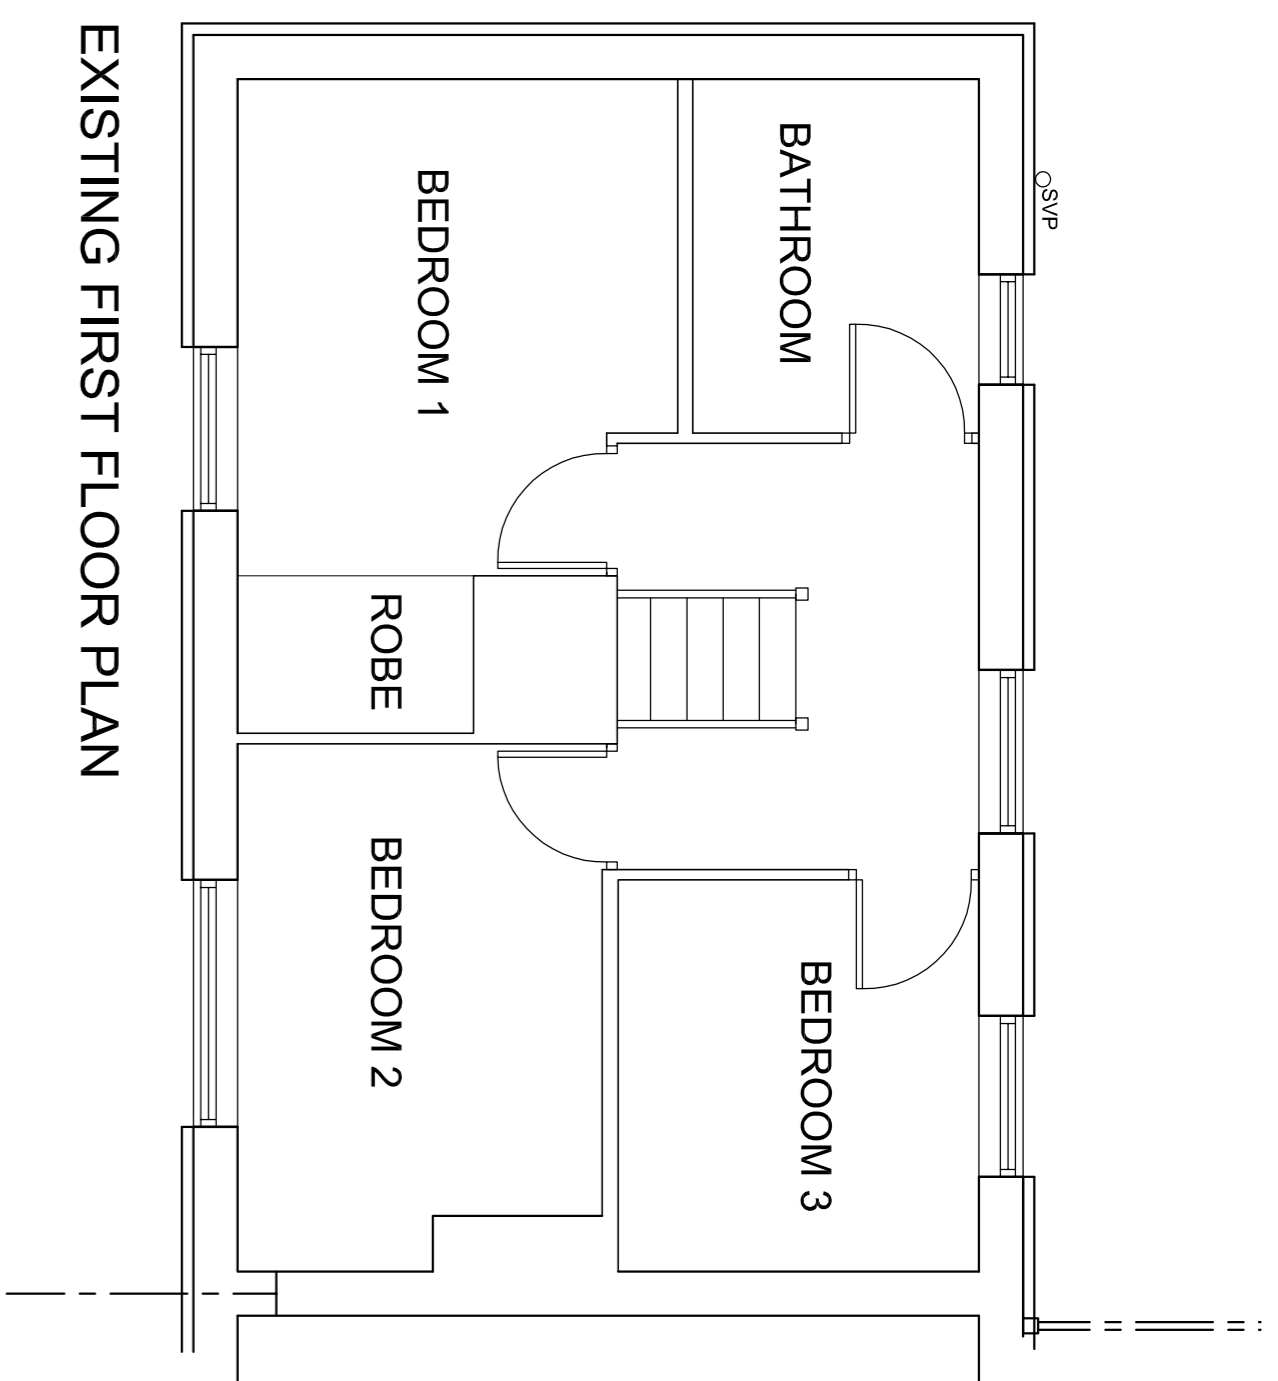 SVP
BATHROOM
BEDROOM 3
BEDROOM 1
ROBE
BEDROOM 2
EXISTING FIRST FLOOR PLAN